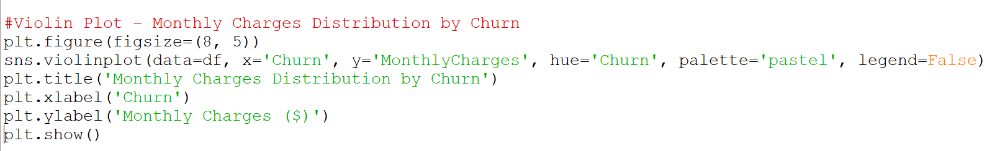 #Violin Plot - Monthly Charges Distribution by Churn
plt.figure(figsize=(8, 5))
sns.violinplot(data=df, x='Churn', y='MonthlyCharges', hue='Churn', palette='pastel', legend=False)
plt.title('Monthly Charges Distribution by Churn')
plt.xlabel('Churn')
plt.ylabel('Monthly Charges ($)')
plt.show()